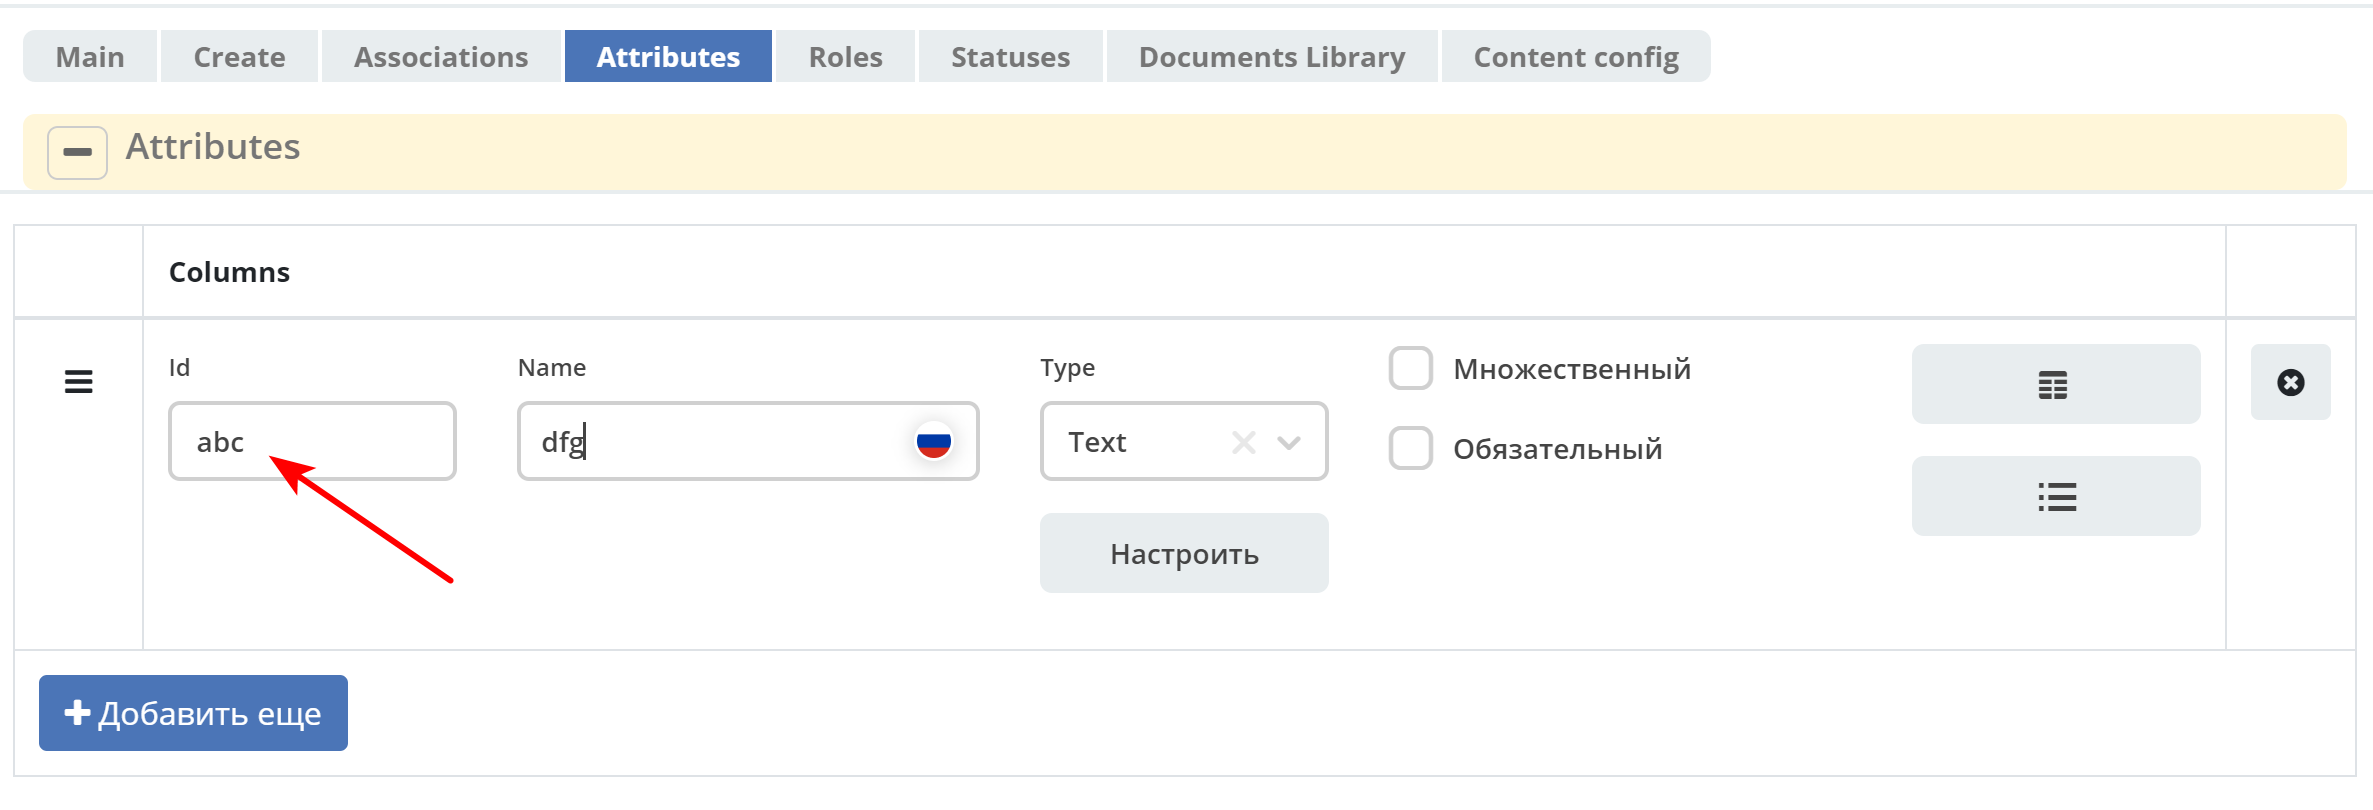 Main Create Associations Attributes Roles Statuses Documents Library Content config
Attributes
Columns
Id Name Type
Множественный
abc dfg Text
Обязательный
Настроить
Добавить еще